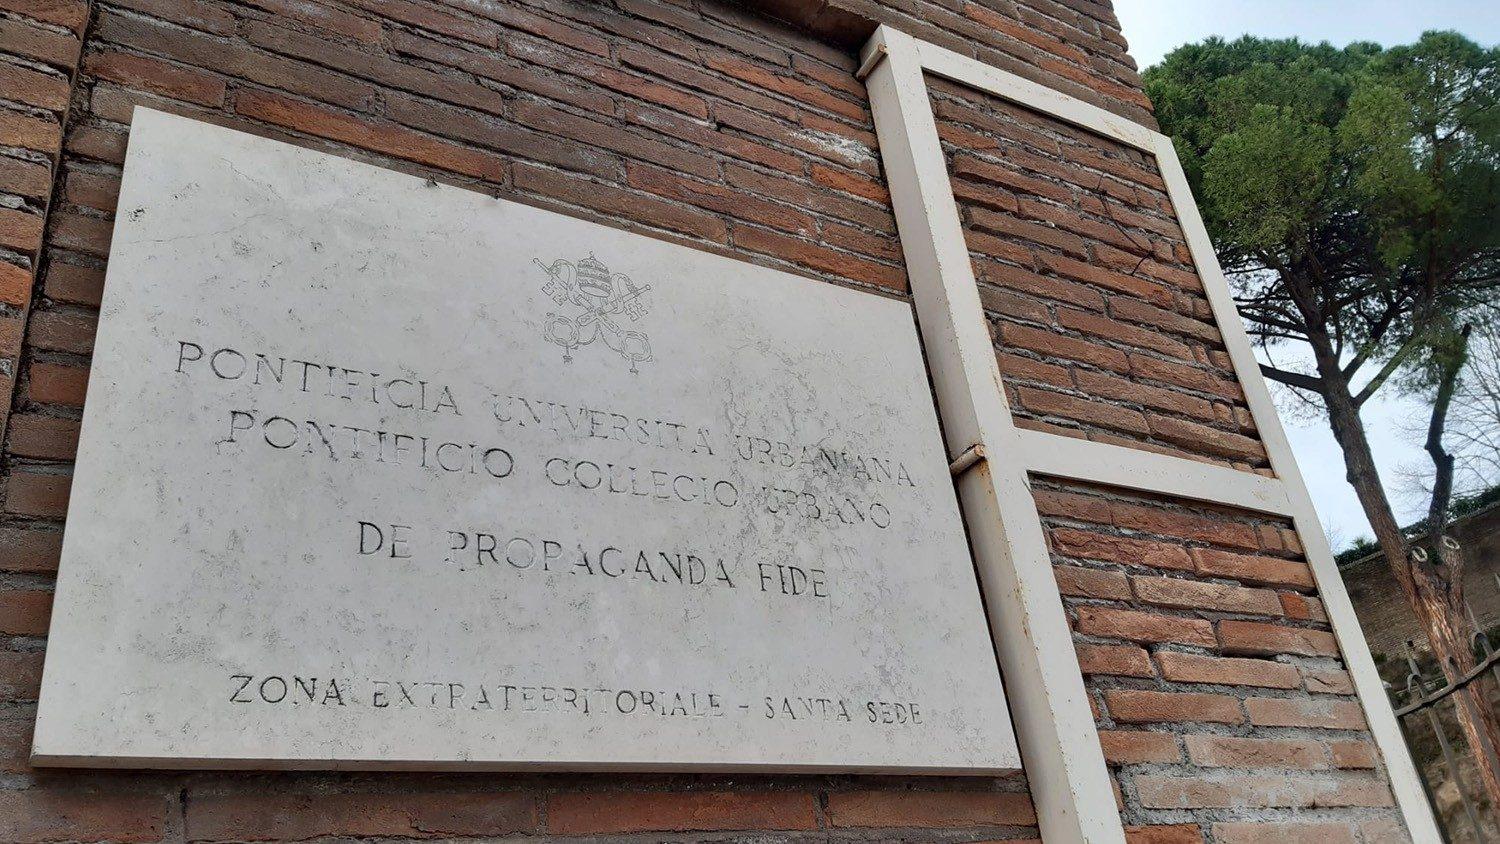 PONTIFICIA UNIVERSITA URBANIANA
PONTIFICIO COLLEGIO URBANO
DE PROPAGANDA FIDE
ZONA EXTRATERRITORIALE - SANTA SEDE